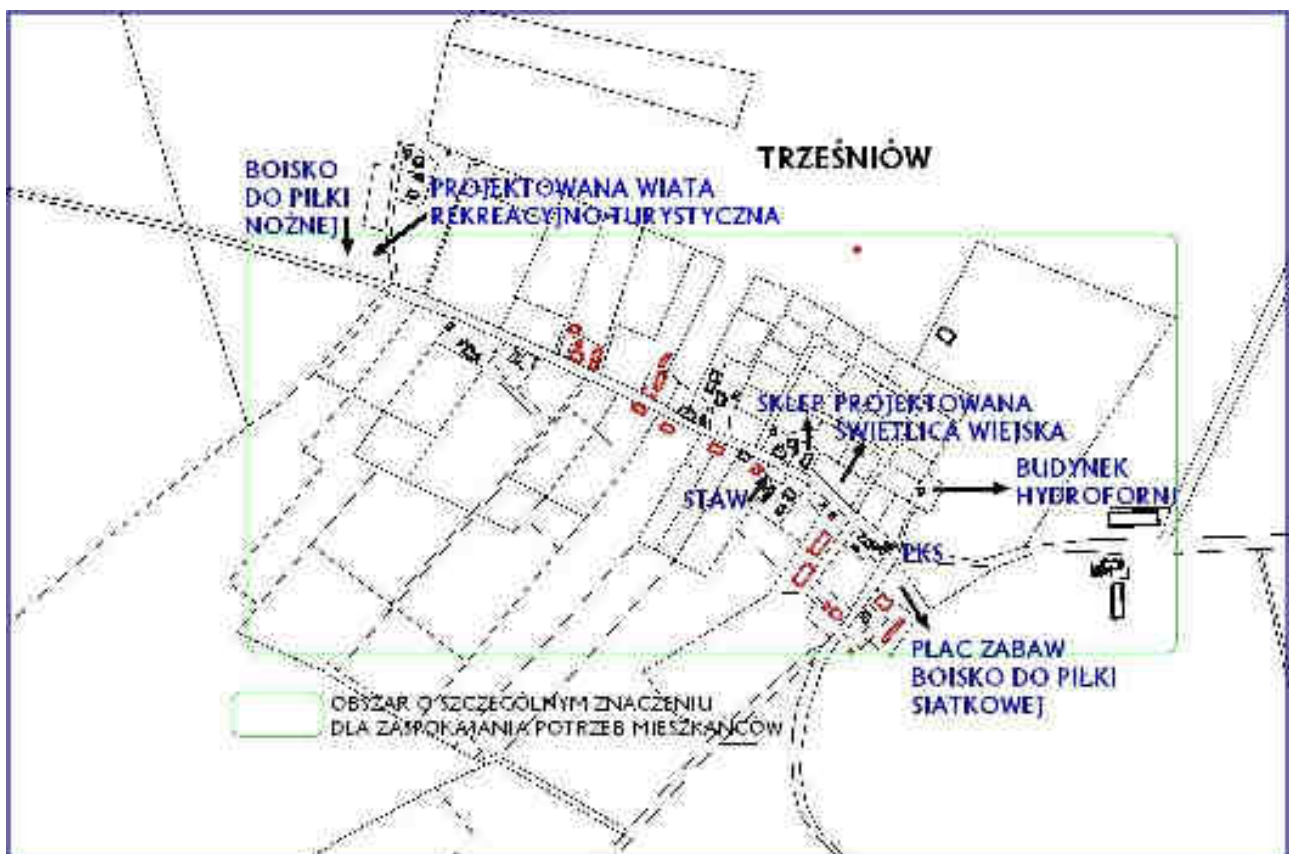 TRZEŚNIÓW
BOISKO
DO PIŁKI
NOŻNEJ
PROJEKTOWANA WIATA
REKREACYJNO-TURYSTYCZNA
SKLEP
PROJEKTOWANA
ŚWIETLICA WIEJSKA
BUDYNEK
HYDROFORNI
STAW
PKS
PLAC ZABAW
BOISKO DO PIŁKI
SIATKOWEJ
OBSZAR O SZCZEGÓLNYM ZNACZENIU
DLA ZASPOKAJANIA POTRZEB MIESZKAŃCÓW